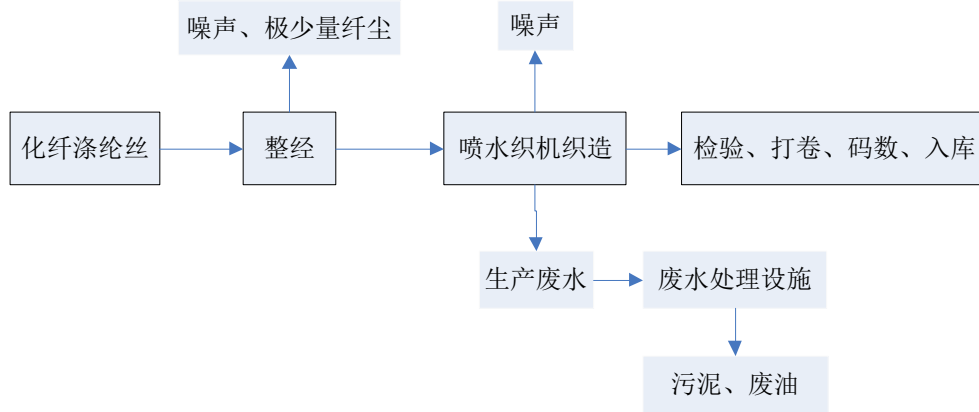 噪声、极少量纤尘
噪声
化纤涤纶丝
整经
喷水织机织造
检验、打卷、码数、入库
生产废水
废水处理设施
污泥、废油